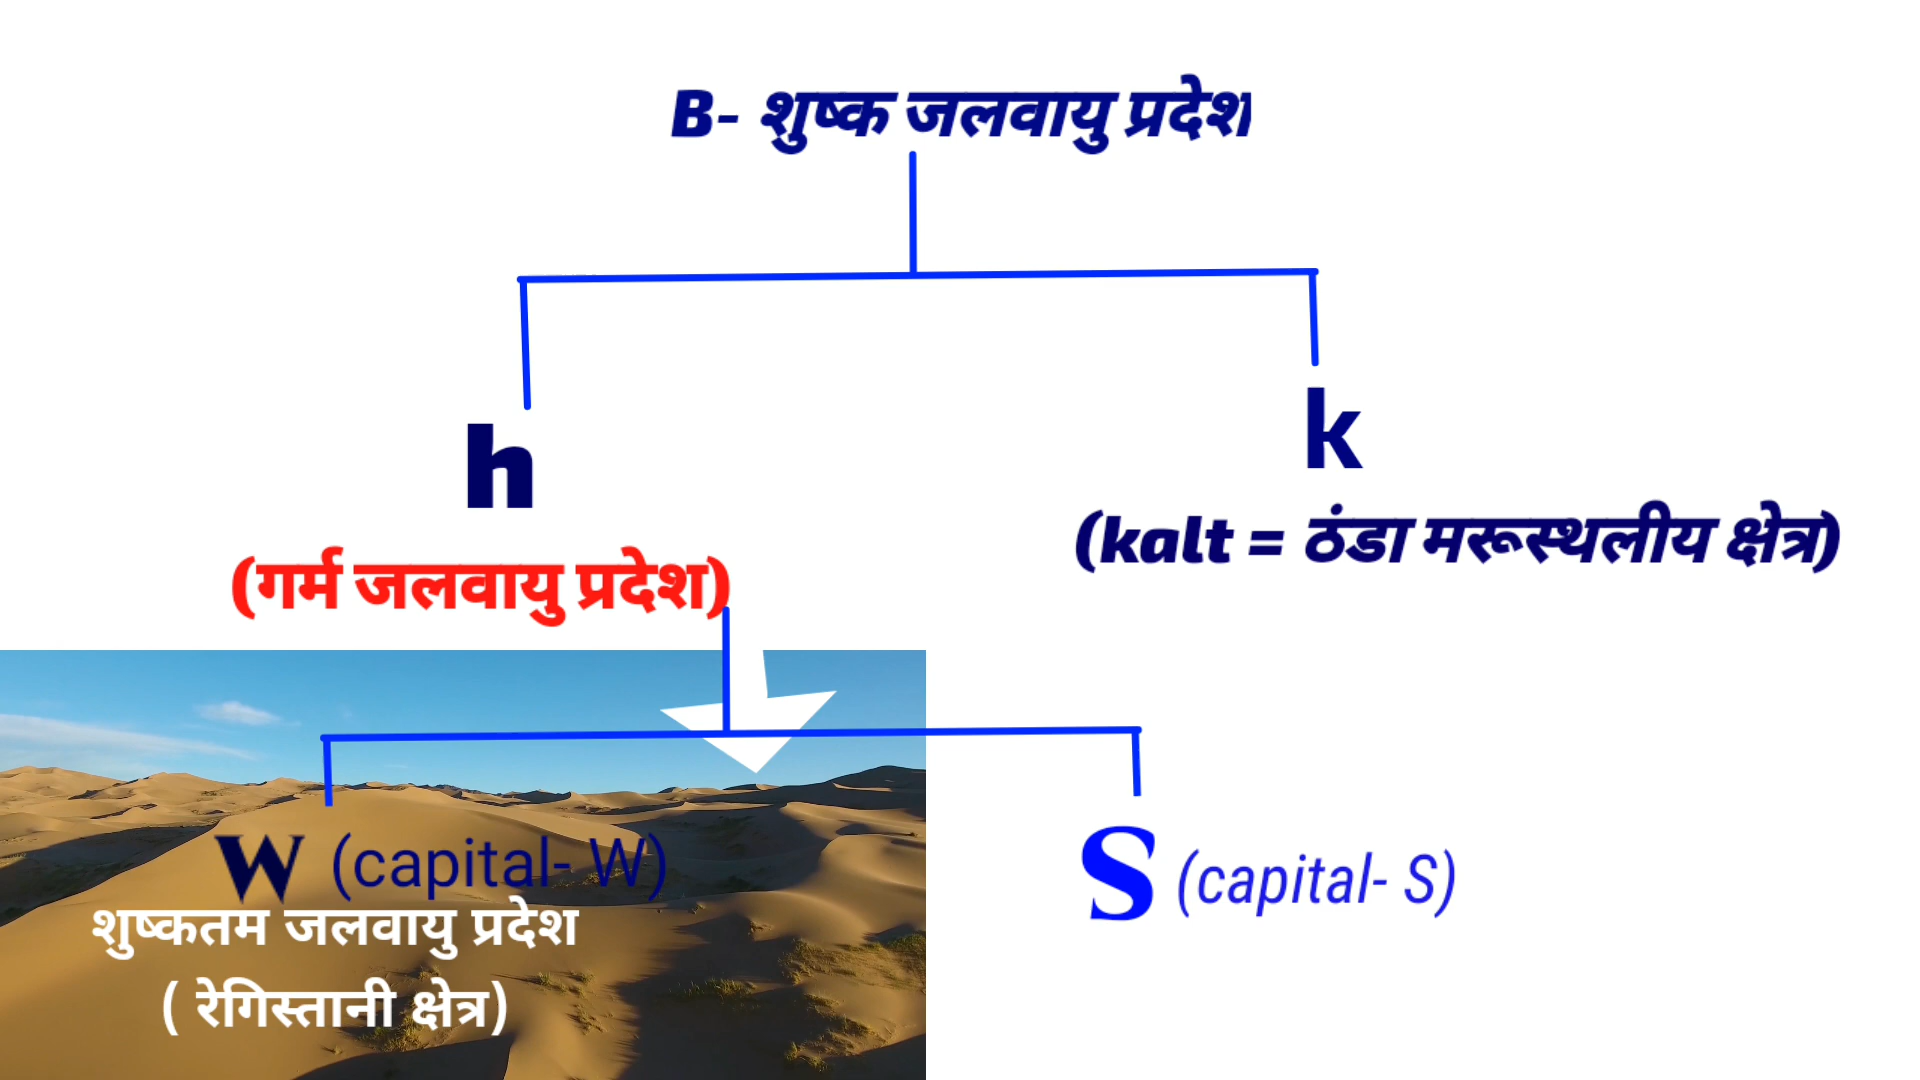 B- शुष्क जलवायु प्रदेश
h
k
(गर्म जलवायु प्रदेश)
(kalt = ठंडा मरूस्थलीय क्षेत्र)
W (capital- W)
शुष्कतम जलवायु प्रदेश
( रेगिस्तानी क्षेत्र)
S (capital- S)